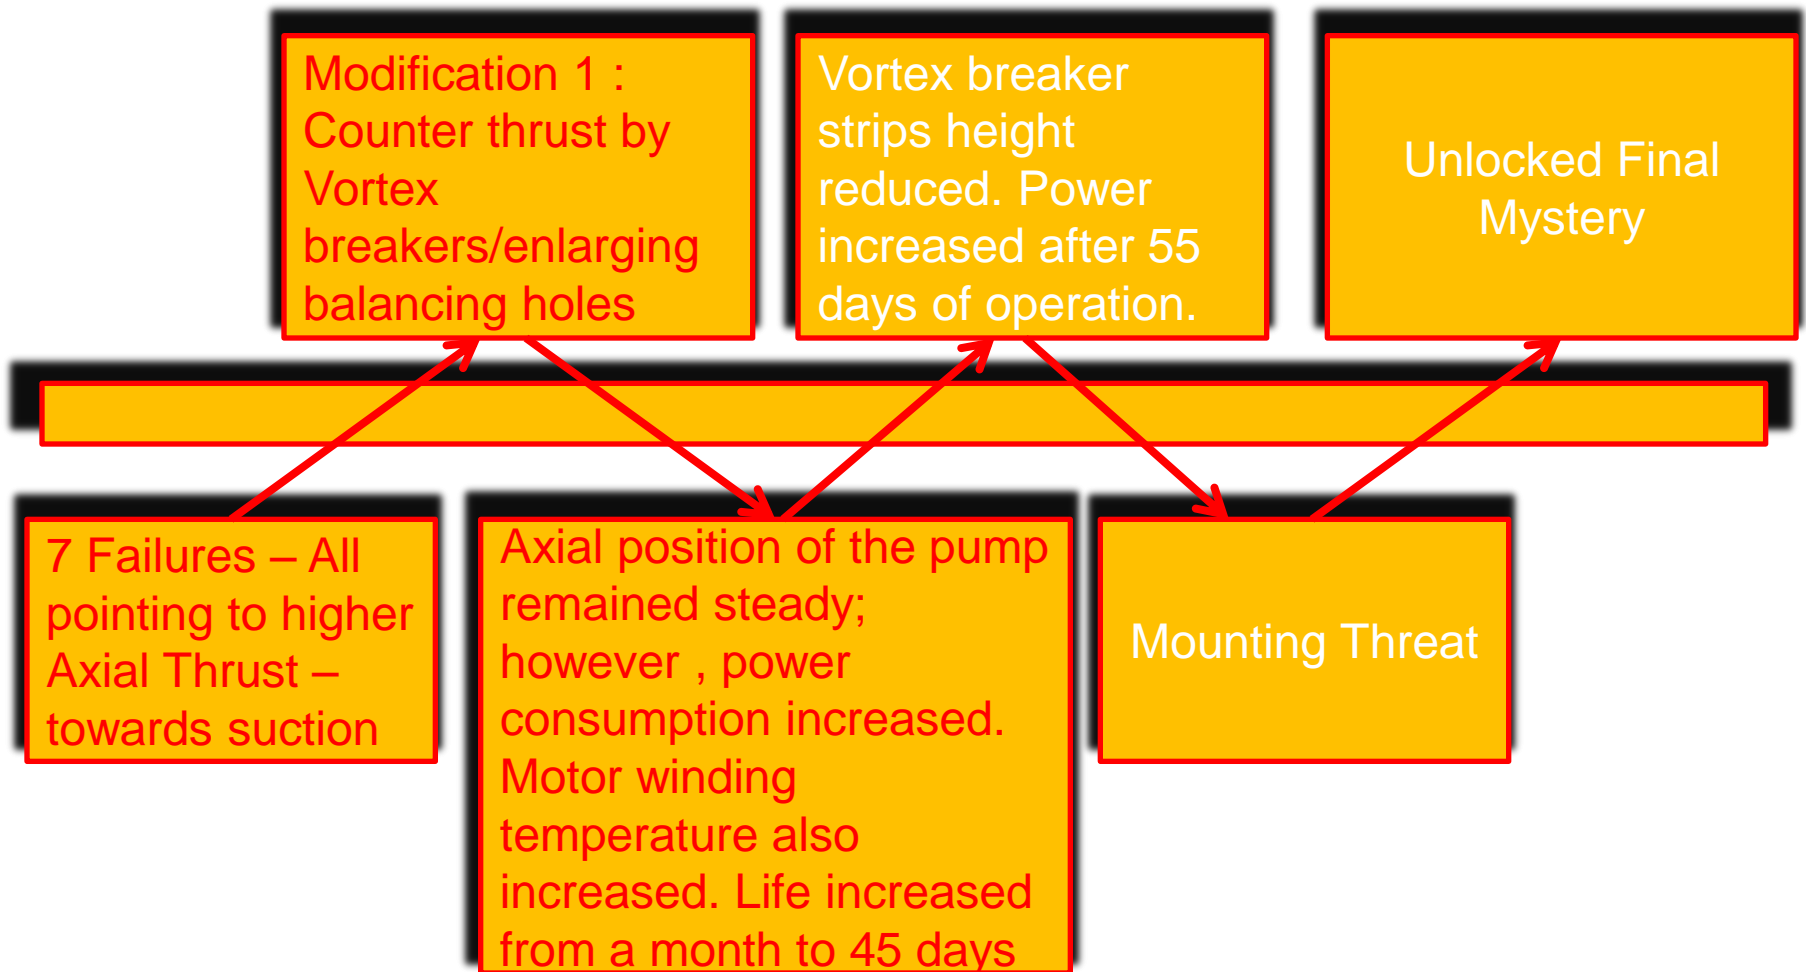 Modification 1 :
Counter thrust by
Vortex
breakers/enlarging
balancing holes
Vortex breaker
strips height
reduced. Power
increased after 55
days of operation.
Unlocked Final
Mystery
7 Failures – All
pointing to higher
Axial Thrust –
towards suction
Axial position of the pump
remained steady;
however , power
consumption increased.
Motor winding
temperature also
increased. Life increased
from a month to 45 days
Mounting Threat